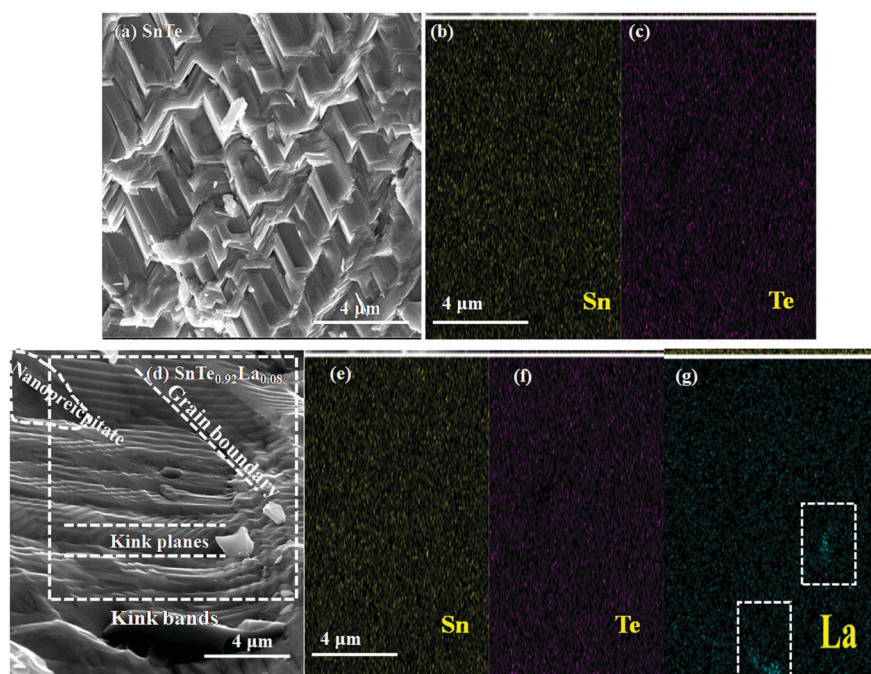 (a) SnTe
4 μm
(b)
Sn
4 μm
(c)
Te
(d) SnTe0.92La0.08
Nanopreicpitate
Grain boundary
Kink planes
Kink bands
4 μm
(e)
Sn
4 μm
(f)
Te
(g)
La